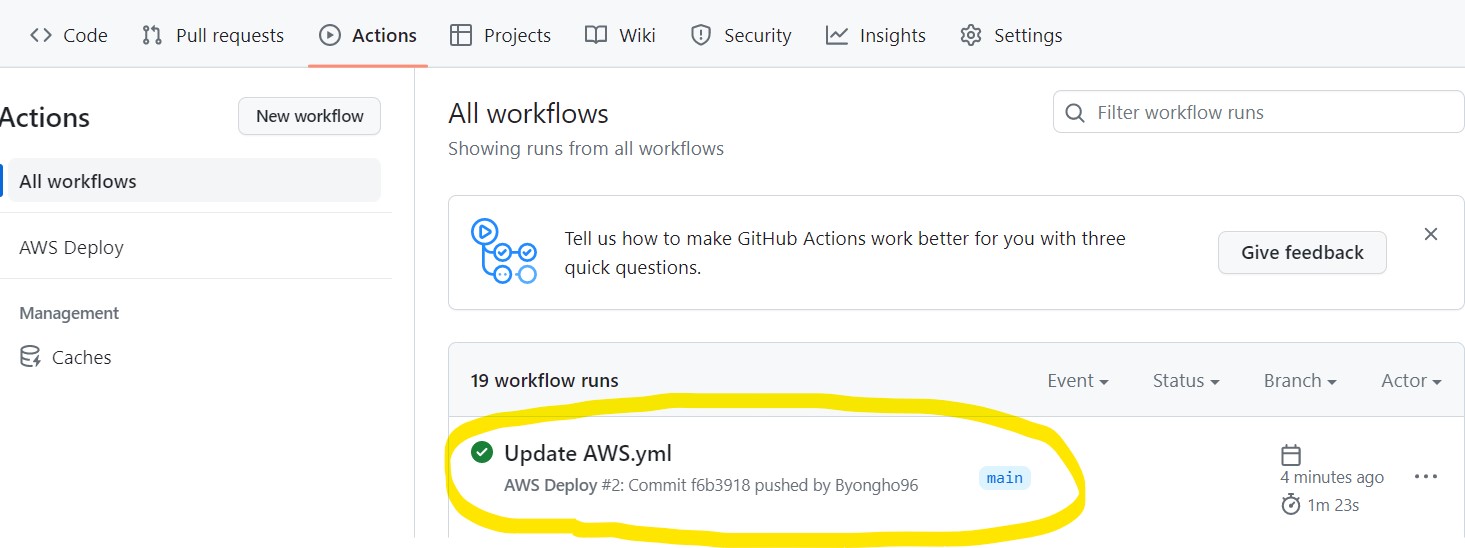 Code Pull requests Actions Projects Wiki Security Insights Settings
Actions
New workflow
All workflows
AWS Deploy
Management
Caches
All workflows
Showing runs from all workflows
Filter workflow runs
Tell us how to make GitHub Actions work better for you with three
quick questions.
Give feedback
19 workflow runs
Event Status Branch Actor
Update AWS.yml
AWS Deploy #2: Commit f6b3918 pushed by Byongho96
main
4 minutes ago
1m 23s